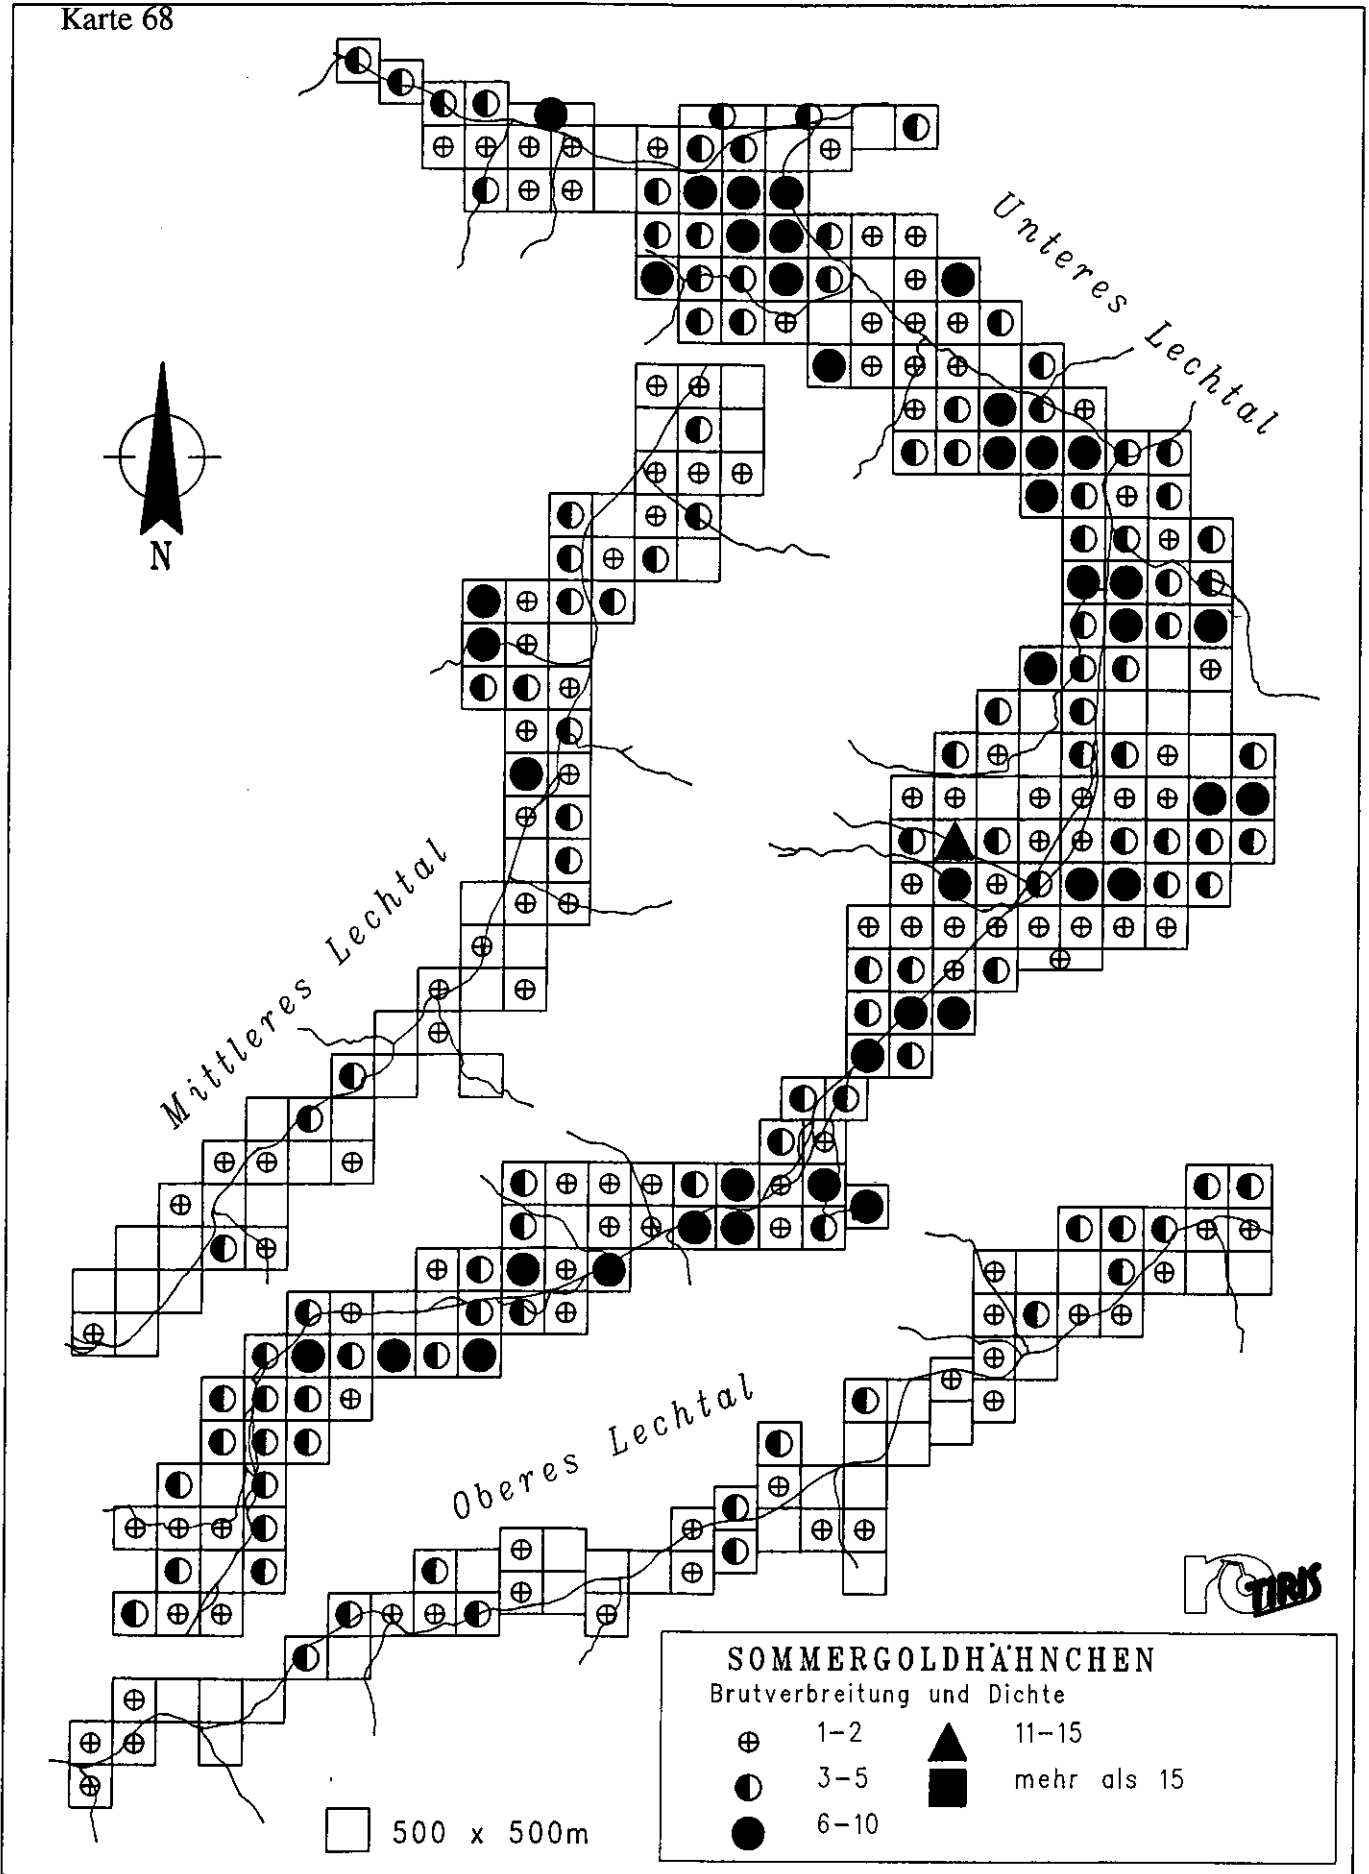 Karte 68
Unteres Lechtal
N
Mittleres Lechtal
Oberes Lechtal
TIRIS
SOMMERGOLDHÄHNCHEN
Brutverbreitung und Dichte
1-2
11-15
3-5
mehr als 15
6-10
500 x 500m